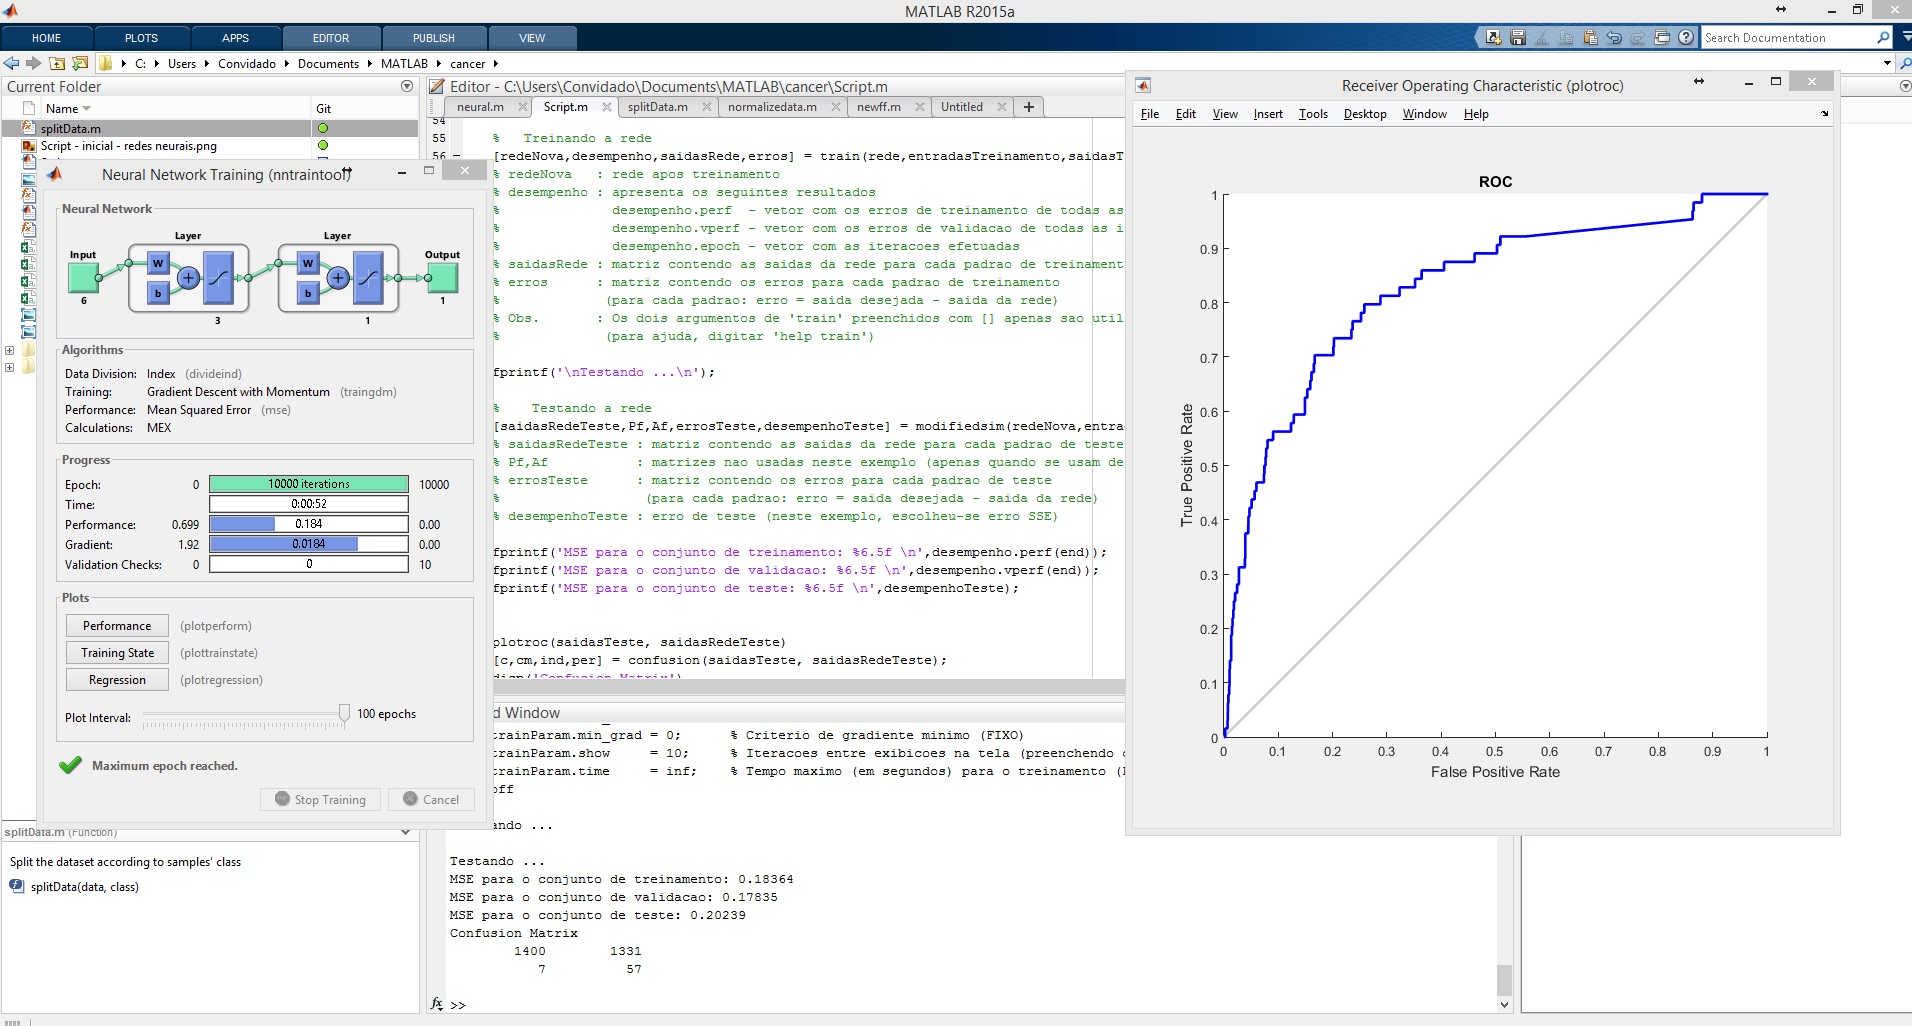 MATLAB R2015a
HOME PLOTS APPS EDITOR PUBLISH VIEW
Search Documentation
C: Users Convidado Documents MATLAB cancer
Current Folder
Name Git
splitData.m
Script - inicial - redes neurais.png
Editor - C:\Users\Convidado\Documents\MATLAB\cancer\Script.m
neural.m Script.m splitData.m normalizedata.m newff.m Untitled
54
55 % Treinando a rede
56 [redeNova,desempenho,saidasRede,erros] = train(rede,entradasTreinamento,saidasT
% redeNova : rede apos treinamento
% desempenho : apresenta os seguintes resultados
% desempenho.perf - vetor com os erros de treinamento de todas as
% desempenho.vperf - vetor com os erros de validacao de todas as i
% desempenho.epoch - vetor com as iteracoes efetuadas
% saidasRede : matriz contendo as saidas da rede para cada padrao de treinament
% erros : matriz contendo os erros para cada padrao de treinamento
% (para cada padrao: erro = saida desejada - saida da rede)
% Obs. : Os dois argumentos de 'train' preenchidos com [] apenas sao util
% (para ajuda, digitar 'help train')
fprintf('\nTestando ...\n');
% Testando a rede
[saidasRedeTeste,Pf,Af,errosTeste,desempenhoTeste] = modifiedsim(redeNova,entra
% saidasRedeTeste : matriz contendo as saidas da rede para cada padrao de teste
% Pf,Af : matrizes nao usadas neste exemplo (apenas quando se usam de
% errosTeste : matriz contendo os erros para cada padrao de teste
% (para cada padrao: erro = saida desejada - saida da rede)
% desempenhoTeste : erro de teste (neste exemplo, escolheu-se erro SSE)
fprintf('MSE para o conjunto de treinamento: %6.5f \n',desempenho.perf(end));
fprintf('MSE para o conjunto de validacao: %6.5f \n',desempenho.vperf(end));
fprintf('MSE para o conjunto de teste: %6.5f \n',desempenhoTeste);
plotroc(saidasTeste, saidasRedeTeste)
[c,cm,ind,per] = confusion(saidasTeste, saidasRedeTeste);
disp('Confusion Matrix')
Neural Network Training (nntraintool)
Neural Network
Layer Layer
Input Output
W b + W b +
6 3 1 1
Algorithms
Data Division: Index (divideind)
Training: Gradient Descent with Momentum (traingdm)
Performance: Mean Squared Error (mse)
Calculations: MEX
Progress
Epoch: 0 10000 iterations 10000
Time: 0:00:52
Performance: 0.699 0.184 0.00
Gradient: 1.92 0.0184 0.00
Validation Checks: 0 0 10
Plots
Performance (plotperform)
Training State (plottrainstate)
Regression (plotregression)
Plot Interval: 100 epochs
Maximum epoch reached.
Stop Training Cancel
splitData.m (Function)
Split the dataset according to samples' class
splitData(data, class)
d Window
trainParam.min_grad = 0; % Criterio de gradiente minimo (FIXO)
trainParam.show = 10; % Iteracoes entre exibicoes na tela (preenchendo
trainParam.time = inf; % Tempo maximo (em segundos) para o treinamento (
off
ando ...
Testando ...
MSE para o conjunto de treinamento: 0.18364
MSE para o conjunto de validacao: 0.17835
MSE para o conjunto de teste: 0.20239
Confusion Matrix
1400 1331
7 57
fx >>
Receiver Operating Characteristic (plotroc)
File Edit View Insert Tools Desktop Window Help
ROC
1
0.9
0.8
0.7
0.6
0.5
0.4
0.3
0.2
0.1
0
True Positive Rate
0 0.1 0.2 0.3 0.4 0.5 0.6 0.7 0.8 0.9 1
False Positive Rate